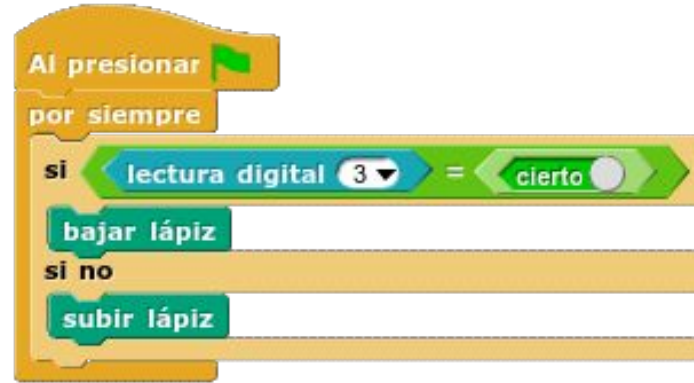 Al presionar
por siempre
si lectura digital 3 = cierto
bajar lápiz
si no
subir lápiz